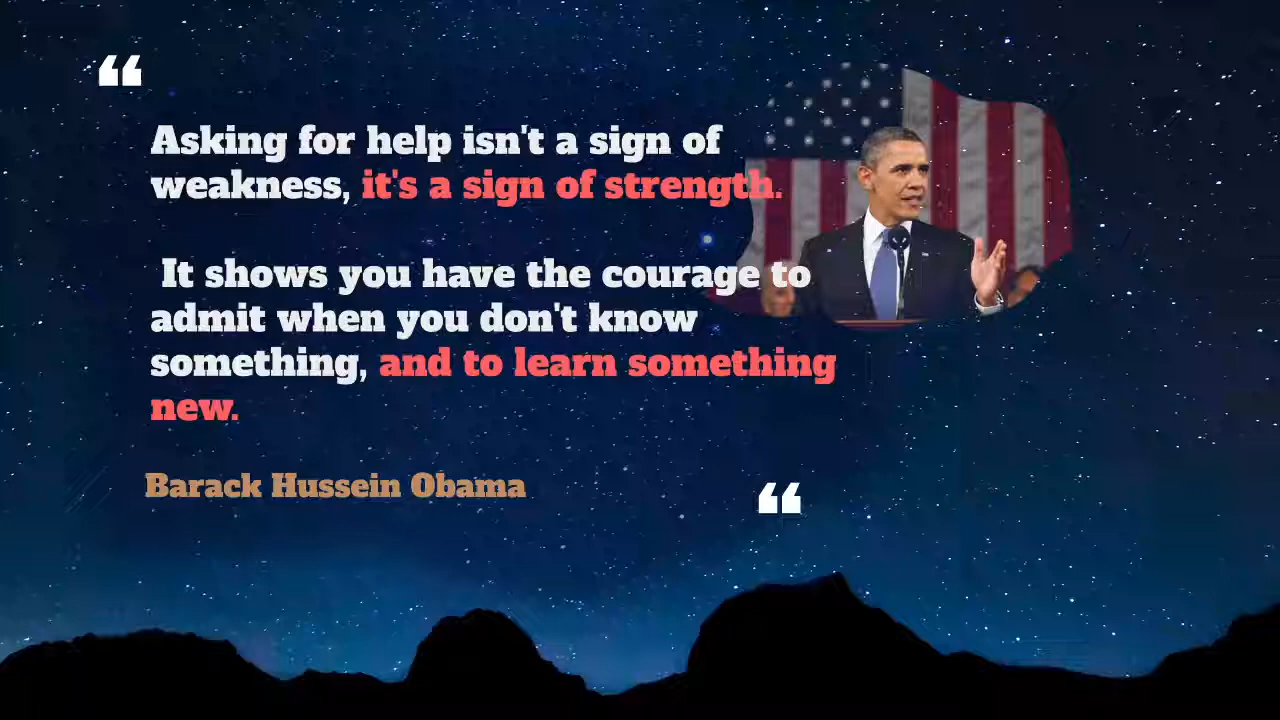 ❝
Asking for help isn't a sign of
weakness, it's a sign of strength.
It shows you have the courage to
admit when you don't know
something, and to learn something
new.
Barack Hussein Obama
❝